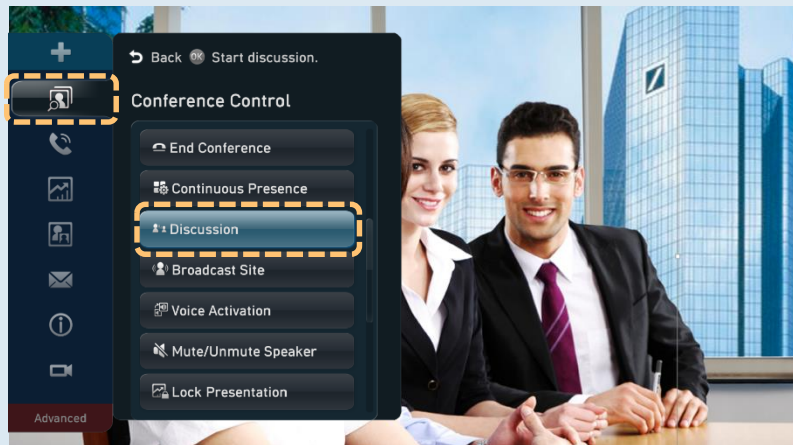 Back OK Start discussion.
Conference Control
End Conference
Continuous Presence
Discussion
Broadcast Site
Voice Activation
Mute/Unmute Speaker
Lock Presentation
Advanced